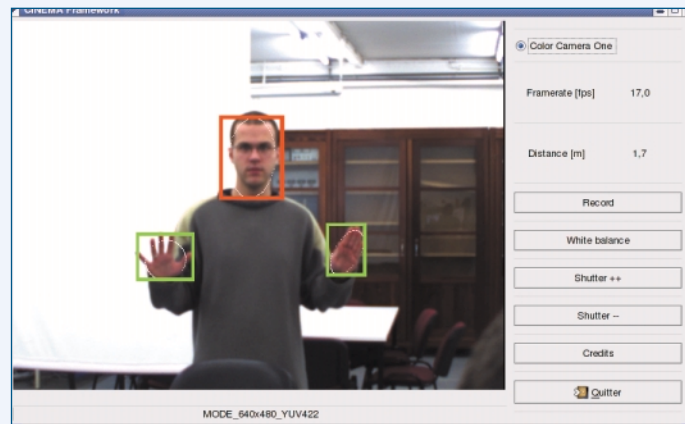 CINEMA Framework
Color Camera One
Framerate [fps] 17,0
Distance [m] 1,7
Record
White balance
Shutter ++
Shutter --
Credits
Quitter
MODE_640x480_YUV422